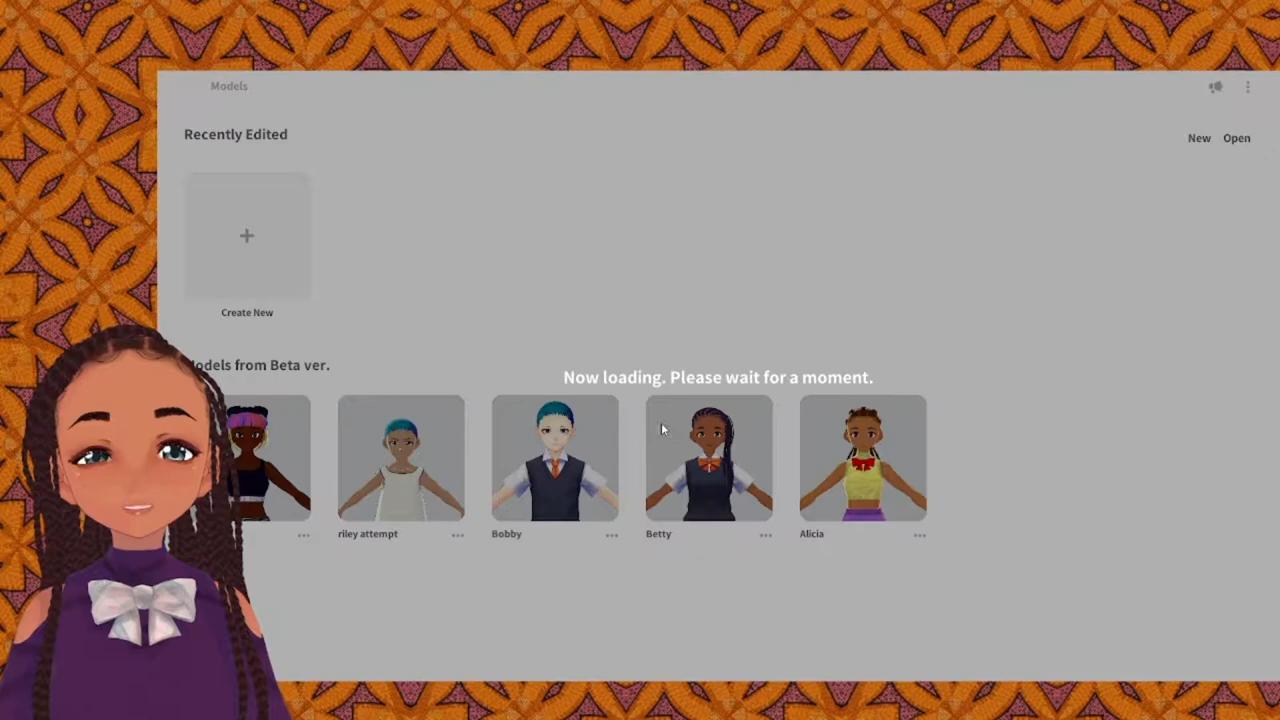 Models
Recently Edited
New Open
+
Create New
odels from Beta ver.
Now loading. Please wait for a moment.
riley attempt
Bobby
Betty
Alicia